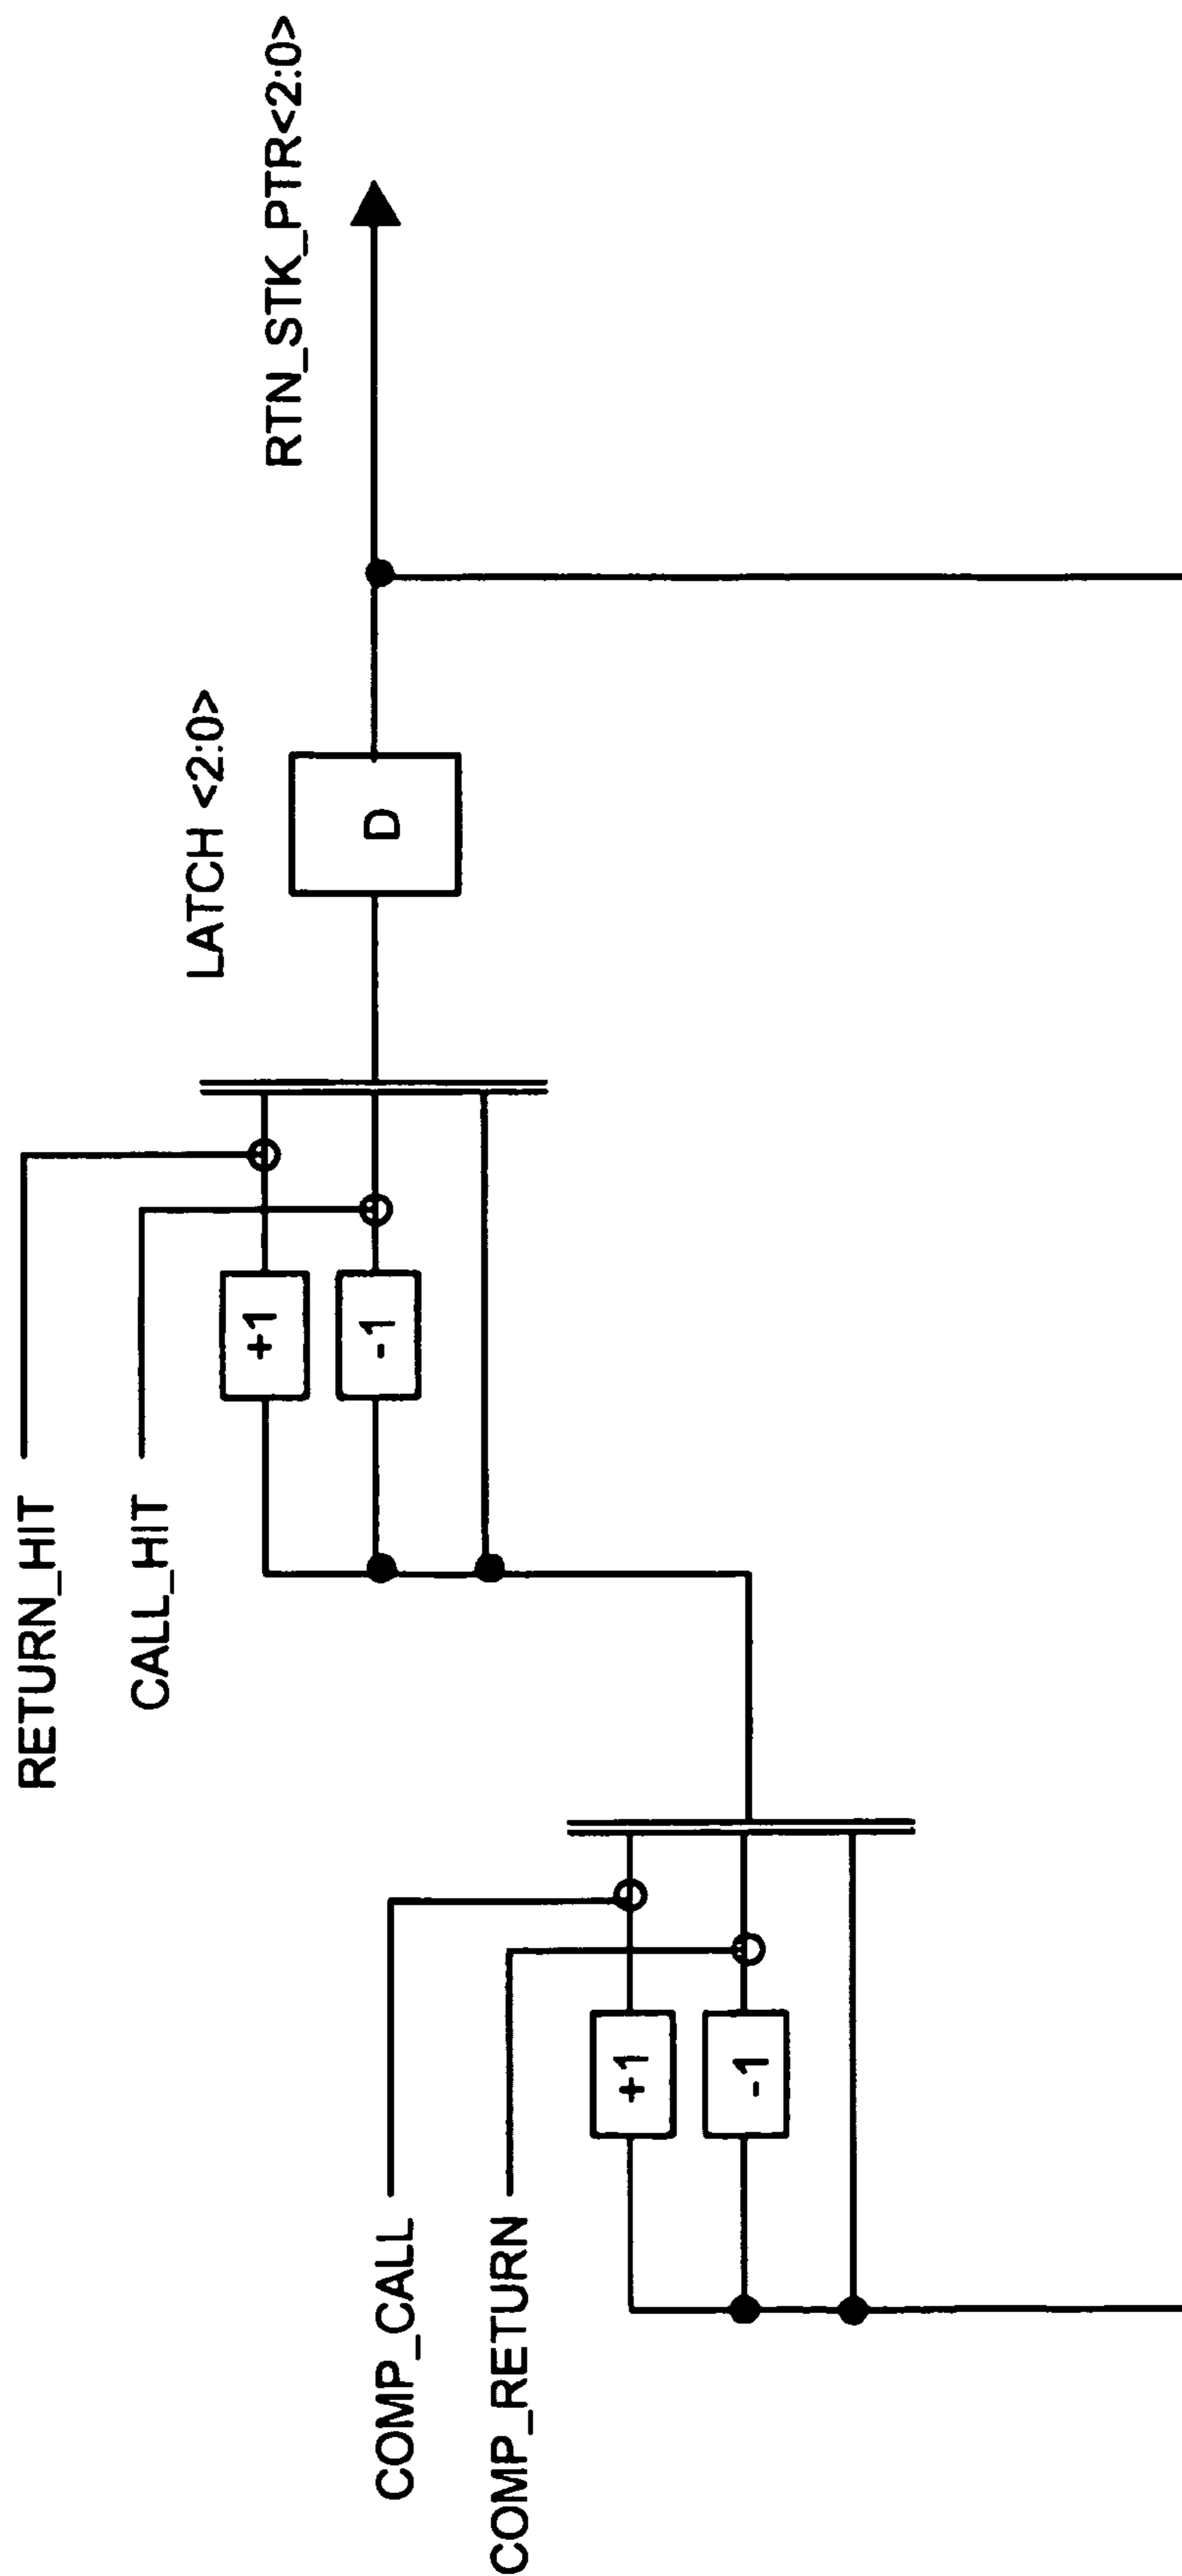 RETURN_HIT
CALL_HIT
LATCH <2:0>
RTN_STK_PTR<2:0>
+1
-1
D
COMP_CALL
COMP_RETURN
+1
-1